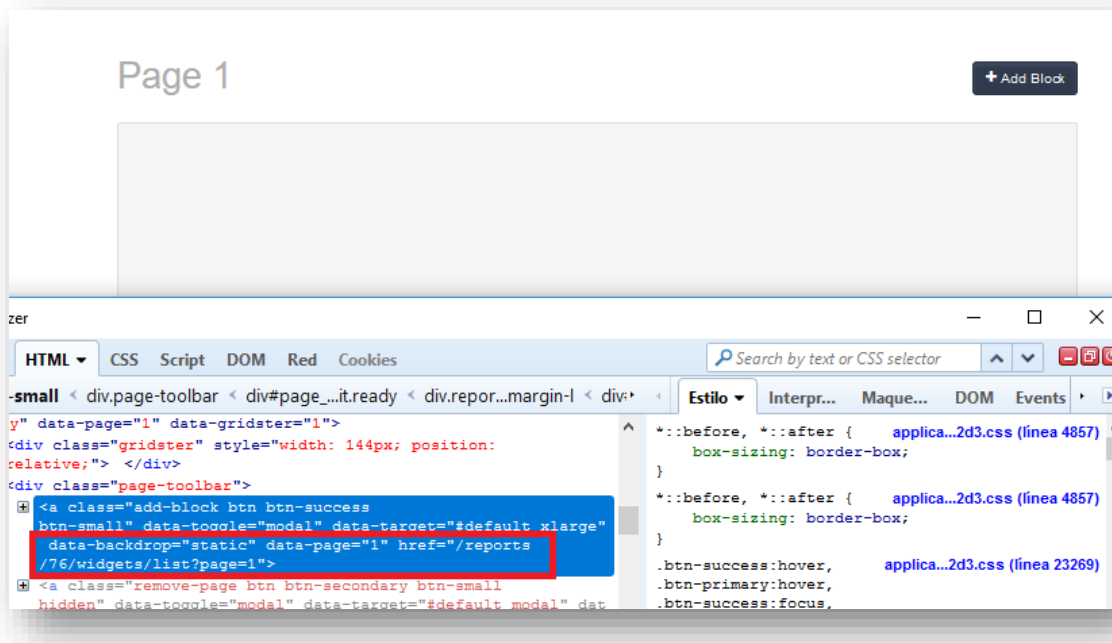 Page 1
+ Add Block
zer
HTML CSS Script DOM Red Cookies
Search by text or CSS selector
-small < div.page-toolbar < div#page_...it.ready < div.repor...margin-l < div
Estilo Interpr... Maque... DOM Events
y" data-page="1" data-gridster="1">
<div class="gridster" style="width: 144px; position:
relative;"> </div>
<div class="page-toolbar">
<a class="add-block btn btn-success
btn-small" data-toggle="modal" data-target="#default_xlarge"
data-backdrop="static" data-page="1" href="/reports
/76/widgets/list?page=1">
<a class="remove-page btn btn-secondary btn-small
hidden" data-toggle="modal" data-target="#default_modal" dat
*::before, *::after { applica...2d3.css (línea 4857)
box-sizing: border-box;
}
*::before, *::after { applica...2d3.css (línea 4857)
box-sizing: border-box;
}
.btn-success:hover, applica...2d3.css (línea 23269)
.btn-primary:hover,
.btn-success:focus,